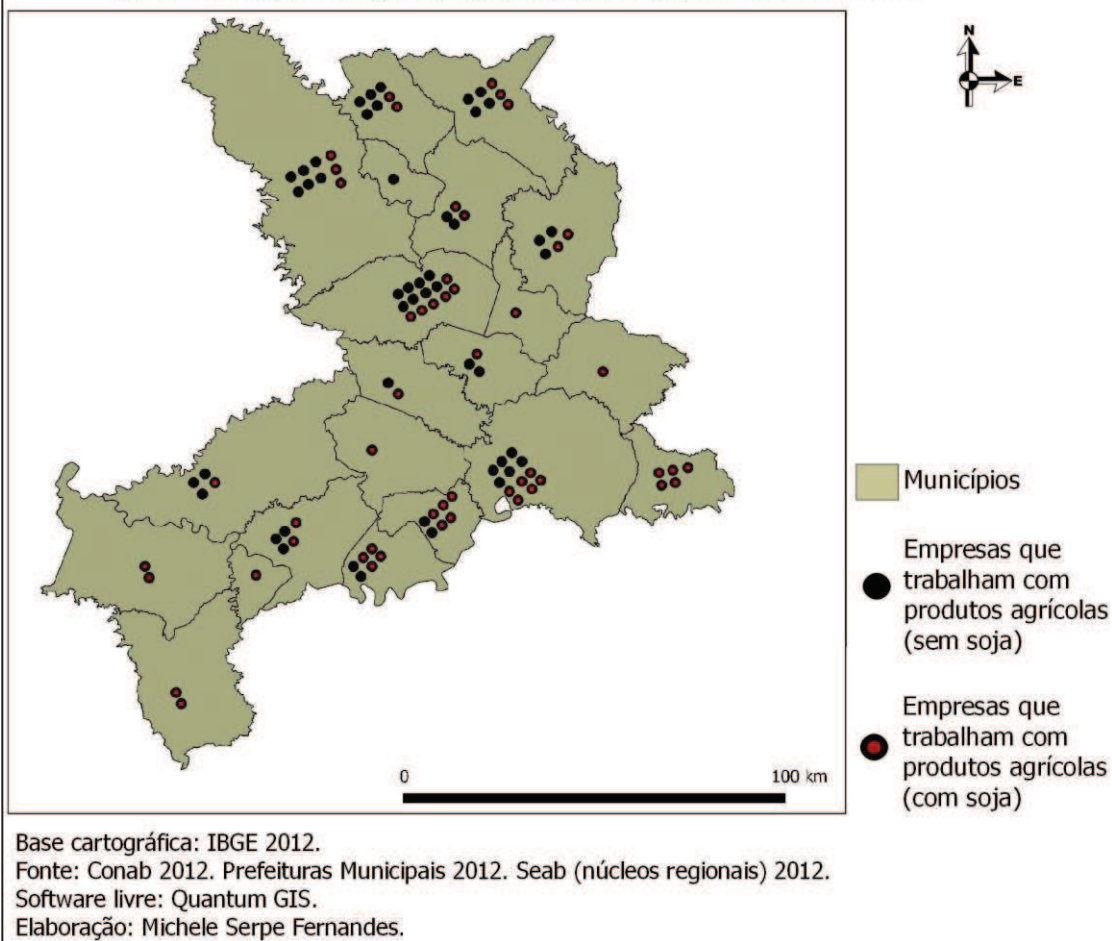 N
E
Municípios
Empresas que
trabalham com
produtos agrícolas
(sem soja)
Empresas que
trabalham com
produtos agrícolas
(com soja)
0
100 km
Base cartográfica: IBGE 2012.
Fonte: Conab 2012. Prefeituras Municipais 2012. Seab (núcleos regionais) 2012.
Software livre: Quantum GIS.
Elaboração: Michele Serpe Fernandes.